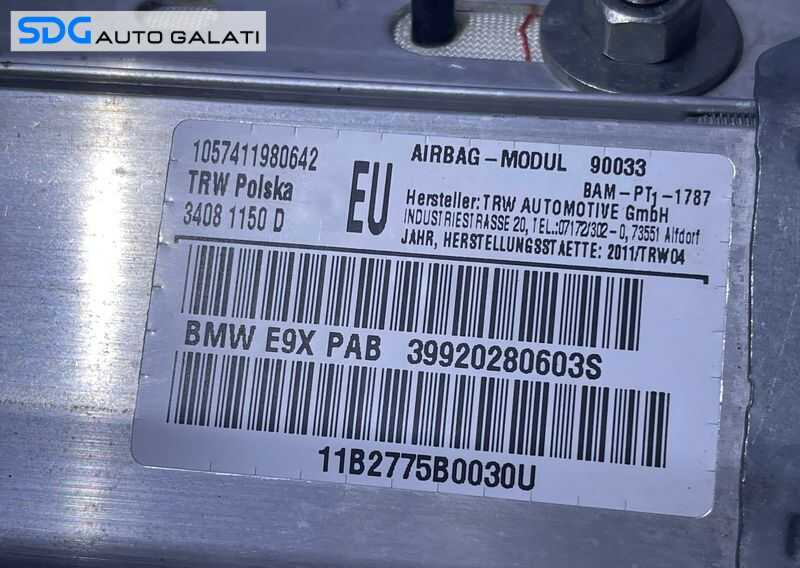 SDG AUTO GALATI
1057411980642
TRW Polska
3408 1150 D
EU
AIRBAG-MODUL 90033
BAM-PT1-1787
Hersteller: TRW AUTOMOTIVE GmbH
INDUSTRIESTRASSE 20, TEL.:07172/302-0, 73551 Alfdorf
JAHR, HERSTELLUNGSSTAETTE: 2011/TRW04
BMW E9X PAB 39920280603S
11B2775B0030U